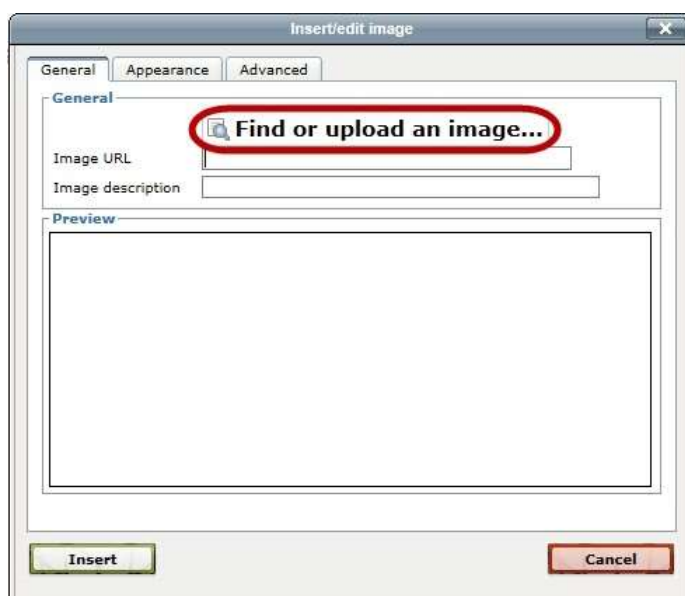 Insert/edit image
General Appearance Advanced
General
Find or upload an image...
Image URL
Image description
Preview
Insert Cancel